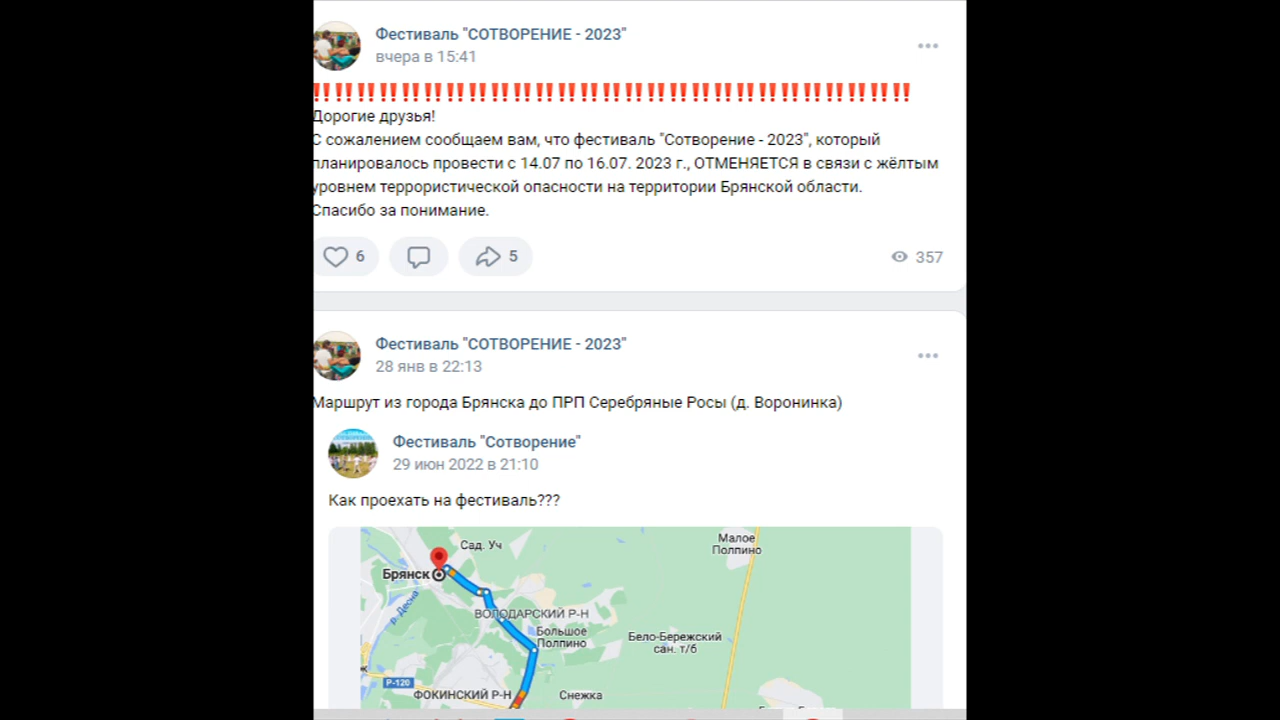 Фестиваль "СОТВОРЕНИЕ - 2023"
вчера в 15:41
‼‼‼‼‼‼‼‼‼‼‼‼‼‼‼‼‼‼‼‼‼‼‼‼‼‼‼
Дорогие друзья!
С сожалением сообщаем вам, что фестиваль "Сотворение - 2023", который
планировалось провести с 14.07 по 16.07. 2023 г., ОТМЕНЯЕТСЯ в связи с жёлтым
уровнем террористической опасности на территории Брянской области.
Спасибо за понимание.
6 5 357
Фестиваль "СОТВОРЕНИЕ - 2023"
28 янв в 22:13
Маршрут из города Брянска до ПРП Серебряные Росы (д. Воронинка)
Фестиваль "Сотворение"
29 июн 2022 в 21:10
Как проехать на фестиваль???
Сад. Уч
Малое
Полпино
Брянск
р. Десна
ВОЛОДАРСКИЙ Р-Н
Большое
Полпино
Бело-Бережский
сан. т/б
Р-120
ФОКИНСКИЙ Р-Н
Снежка